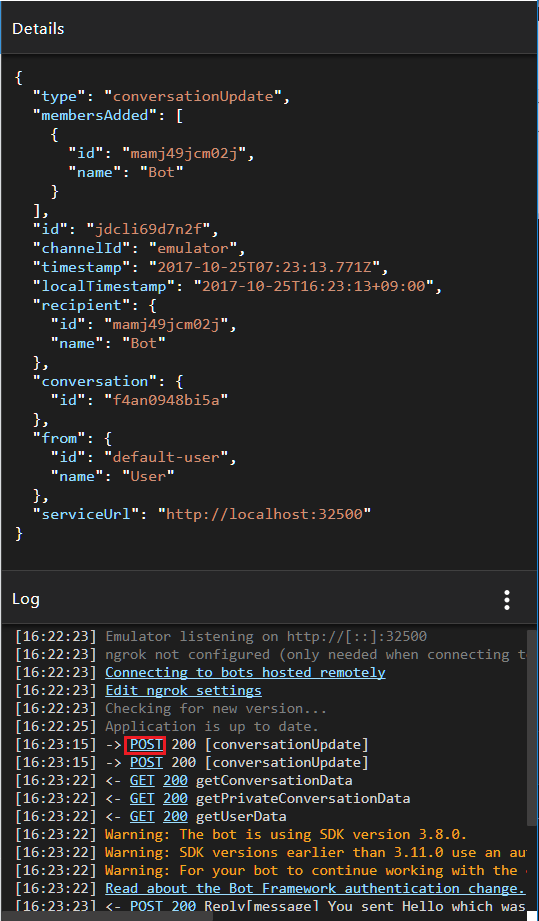 Details
{
"type": "conversationUpdate",
"membersAdded": [
{
"id": "mamj49jcm02j",
"name": "Bot"
}
],
"id": "jdcli69d7n2f",
"channelId": "emulator",
"timestamp": "2017-10-25T07:23:13.771Z",
"localTimestamp": "2017-10-25T16:23:13+09:00",
"recipient": {
"id": "mamj49jcm02j",
"name": "Bot"
},
"conversation": {
"id": "f4an0948bi5a"
},
"from": {
"id": "default-user",
"name": "User"
},
"serviceUrl": "http://localhost:32500"
}
Log
[16:22:23] Emulator listening on http://[::]:32500
[16:22:23] ngrok not configured (only needed when connecting t
[16:22:23] Connecting to bots hosted remotely
[16:22:23] Edit ngrok settings
[16:22:23] Checking for new version...
[16:22:25] Application is up to date.
[16:23:15] -> POST 200 [conversationUpdate]
[16:23:15] -> POST 200 [conversationUpdate]
[16:23:22] <- GET 200 getConversationData
[16:23:22] <- GET 200 getPrivateConversationData
[16:23:22] <- GET 200 getUserData
[16:23:22] Warning: The bot is using SDK version 3.8.0.
[16:23:22] Warning: SDK versions earlier than 3.11.0 use an au
[16:23:22] Warning: For your bot to continue working with the
[16:23:22] Read about the Bot Framework authentication change.
[16:23:23] <- POST 200 Reply[message] You sent Hello which was